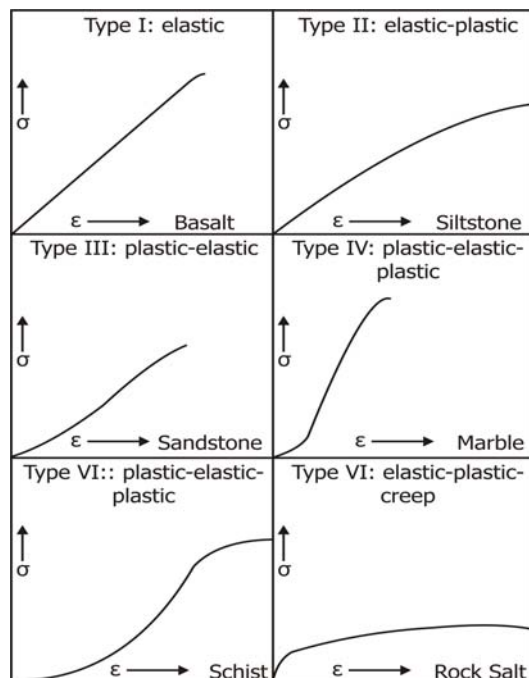 Type I: elastic
σ
ε
Basalt
Type II: elastic-plastic
σ
ε
Siltstone
Type III: plastic-elastic
σ
ε
Sandstone
Type IV: plastic-elastic-
plastic
σ
ε
Marble
Type VI:: plastic-elastic-
plastic
σ
ε
Schist
Type VI: elastic-plastic-
creep
σ
ε
Rock Salt